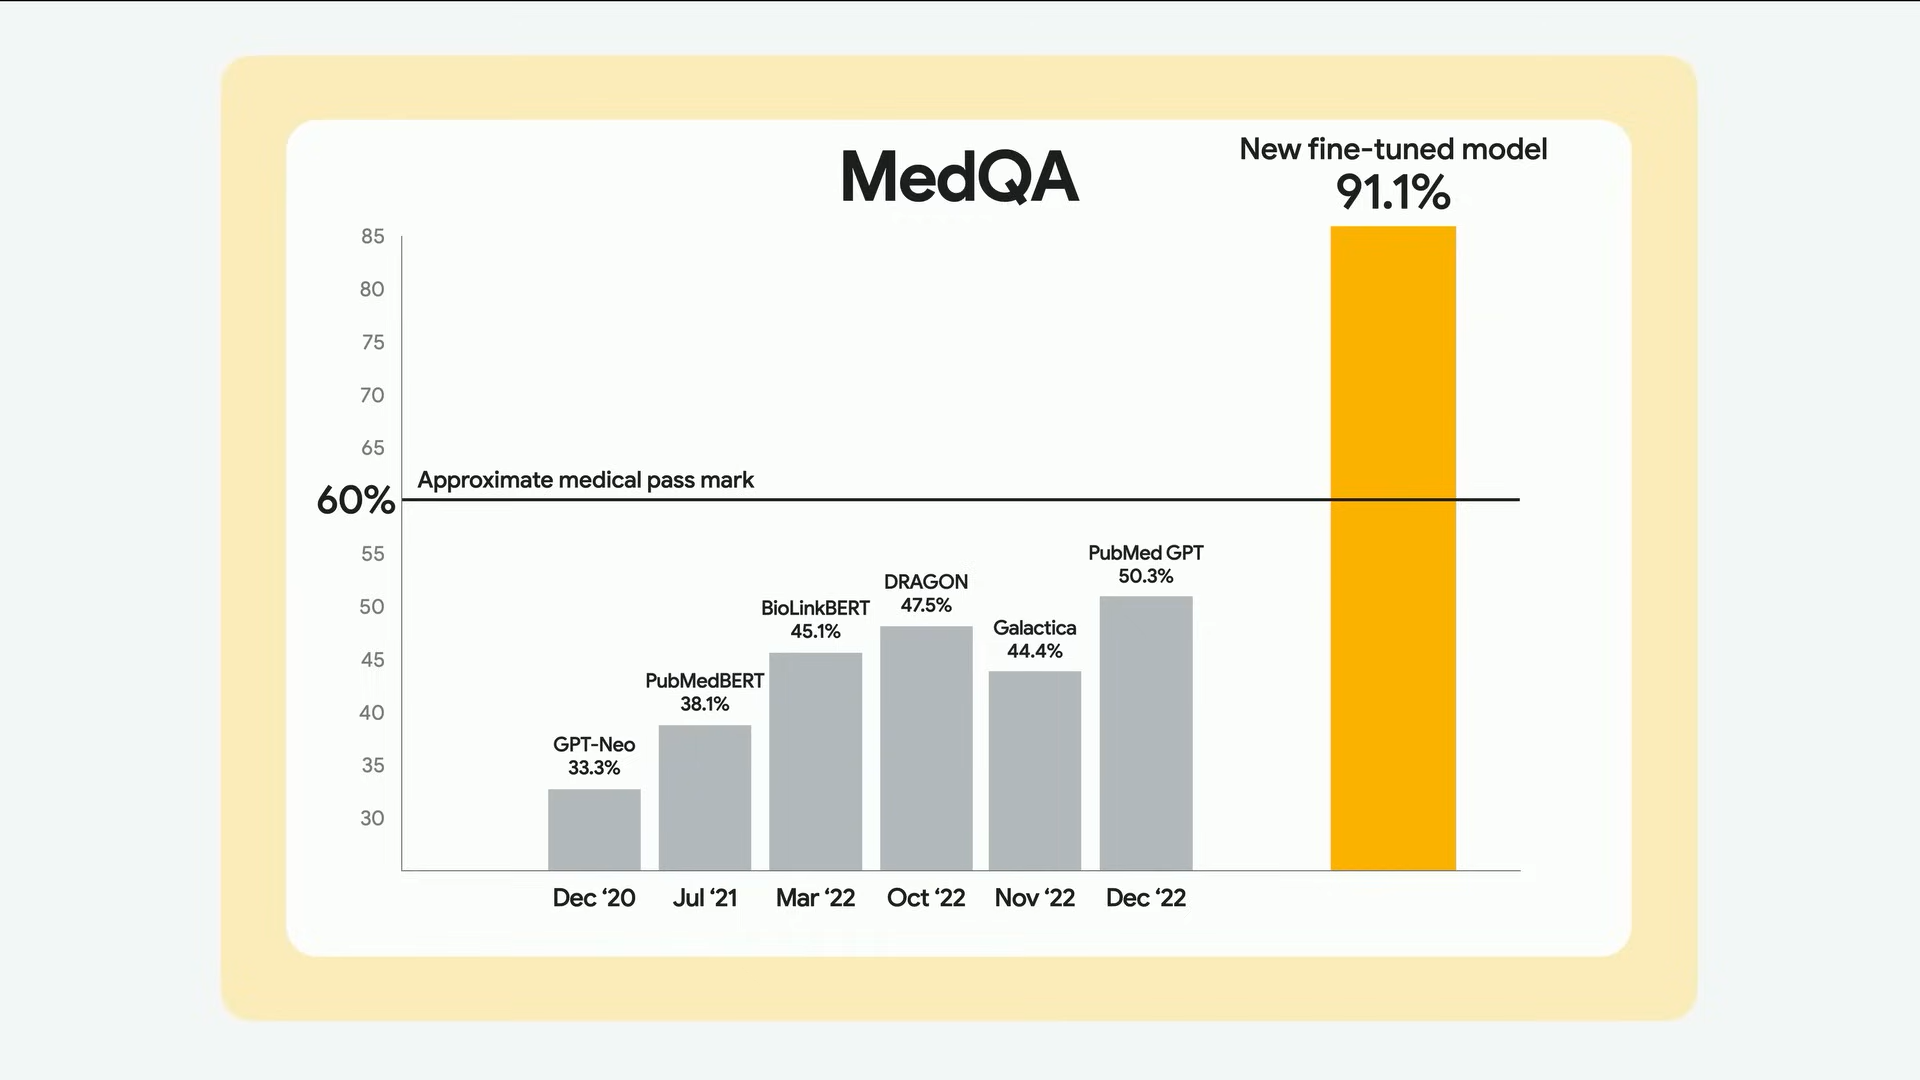 MedQA
New fine-tuned model
91.1%
85
80
75
70
65
60%
Approximate medical pass mark
55
50
45
40
35
30
GPT-Neo
33.3%
PubMedBERT
38.1%
BioLinkBERT
45.1%
DRAGON
47.5%
Galactica
44.4%
PubMed GPT
50.3%
Dec ‘20
Jul ‘21
Mar ‘22
Oct ‘22
Nov ‘22
Dec ‘22